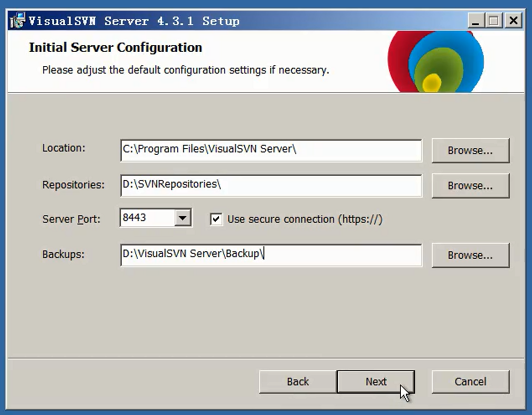 VisualSVN Server 4.3.1 Setup
Initial Server Configuration
Please adjust the default configuration settings if necessary.
Location: C:\Program Files\VisualSVN Server\ Browse...
Repositories: D:\SVNRepositories\ Browse...
Server Port: 8443 Use secure connection (https://)
Backups: D:\VisualSVN Server\Backup\ Browse...
Back Next Cancel